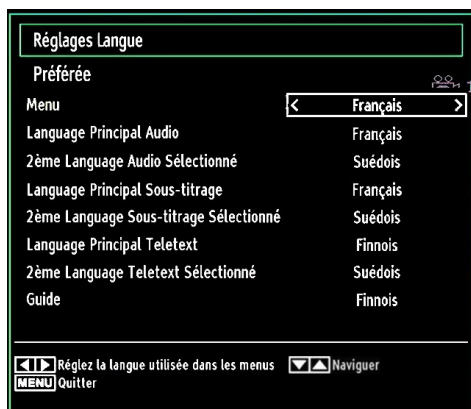 Réglages Langue
Préférée
Menu < Français >
Language Principal Audio Français
2ème Language Audio Sélectionné Suédois
Language Principal Sous-titrage Français
2ème Language Sous-titrage Sélectionné Suédois
Language Principal Teletext Finnois
2ème Language Teletext Sélectionné Suédois
Guide Finnois
Réglez la langue utilisée dans les menus Naviguer
MENU Quitter